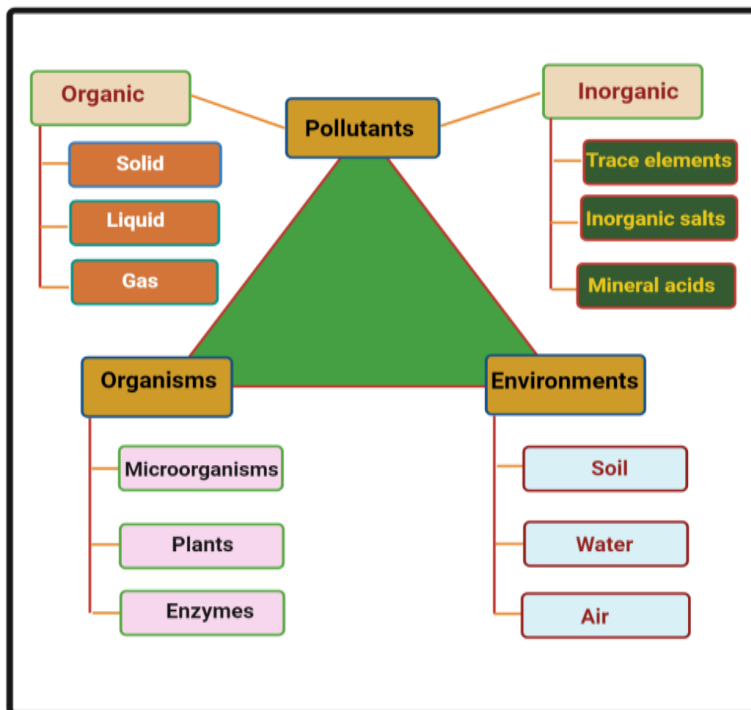 Organic
Solid
Liquid
Gas
Pollutants
Inorganic
Trace elements
Inorganic salts
Mineral acids
Organisms
Microorganisms
Plants
Enzymes
Environments
Soil
Water
Air